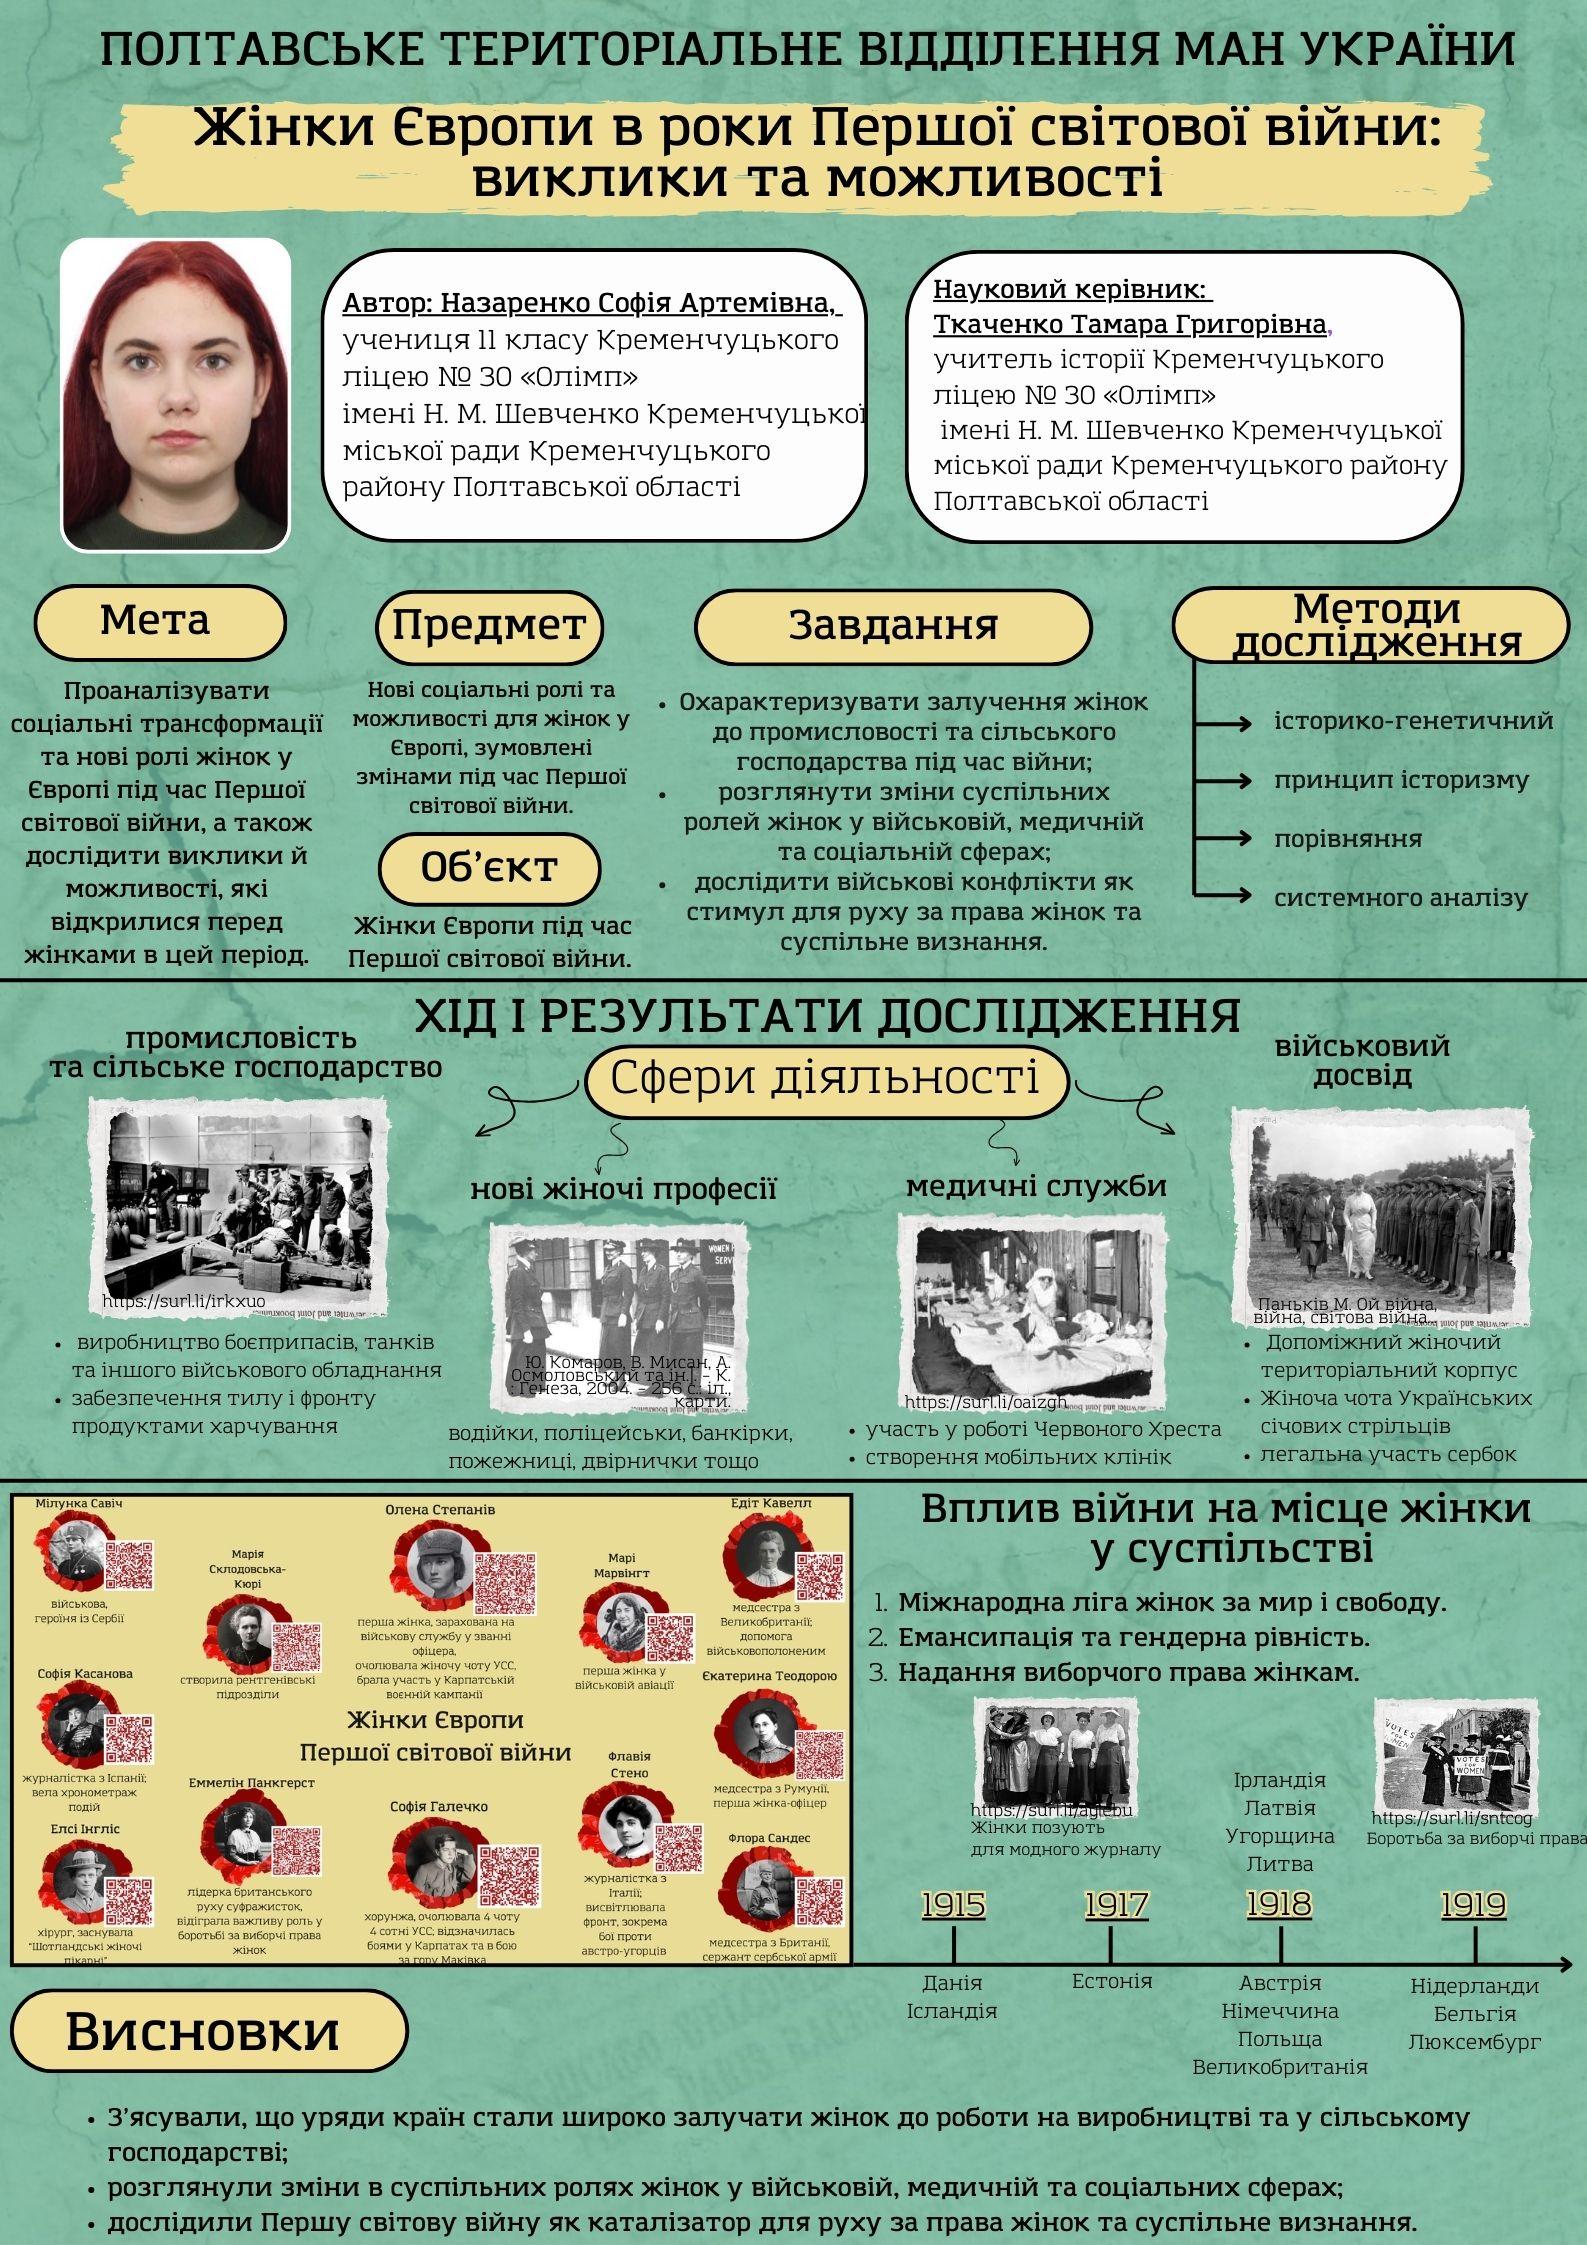 ПОЛТАВСЬКЕ ТЕРИТОРІАЛЬНЕ ВІДДІЛЕННЯ МАН УКРАЇНИ
Жінки Європи в роки Першої світової війни:
виклики та можливості
Автор: Назаренко Софія Артемівна,
учениця 11 класу Кременчуцького
ліцею № 30 «Олімп»
імені Н. М. Шевченко Кременчуцької
міської ради Кременчуцького
району Полтавської області
Науковий керівник:
Ткаченко Тамара Григорівна,
учитель історії Кременчуцького
ліцею № 30 «Олімп»
імені Н. М. Шевченко Кременчуцької
міської ради Кременчуцького району
Полтавської області
Мета
Проаналізувати
соціальні трансформації
та нові ролі жінок у
Європі під час Першої
світової війни, а також
дослідити виклики й
можливості, які
відкрилися перед
жінками в цей період.
Предмет
Нові соціальні ролі та
можливості для жінок у
Європі, зумовлені
змінами під час Першої
світової війни.
Об'єкт
Жінки Європи під час
Першої світової війни.
Завдання
• Охарактеризувати залучення жінок
до промисловості та сільського
господарства під час війни;
• розглянути зміни суспільних
ролей жінок у військовій, медичній
та соціальній сферах;
• дослідити військові конфлікти як
стимул для руху за права жінок та
суспільне визнання.
Методи
дослідження
історико-генетичний
принцип історизму
порівняння
системного аналізу
ХІД І РЕЗУЛЬТАТИ ДОСЛІДЖЕННЯ
Сфери діяльності
промисловість
та сільське господарство
https://surl.li/irkxuo
• виробництво боєприпасів, танків
та іншого військового обладнання
• забезпечення тилу і фронту
продуктами харчування
нові жіночі професії
WOMEN
SERV
Ю. Комаров, В. Мисан, А.
Осмоловський та ін.]. – К.
: Генеза, 2004. – 256 с.: іл.,
карти.
водійки, поліцейськи, банкірки,
пожежниці, двірнички тощо
медичні служби
https://surl.li/oaizgh
• участь у роботі Червоного Хреста
• створення мобільних клінік
військовий
досвід
Паньків М. Ой війна,
війна, світова війна...
• Допоміжний жіночий
територіальний корпус
• Жіноча чота Українських
січових стрільців
• легальна участь сербок
Мілунка Савіч
військова,
героїня із Сербії
Марія
Склодовська-
Кюрі
створила рентгенівські
підрозділи
Олена Степанів
перша жінка, зарахована на
військову службу у званні
офіцера,
очолювала жіночу чоту УСС,
брала участь у Карпатській
воєнній кампанії
Марі
Марвінгт
перша жінка у
військовій авіації
Едіт Кавелл
медсестра з
Великобританії;
допомога
військовополоненим
Софія Касанова
журналістка з Іспанії;
вела хронометраж
подій
Жінки Європи
Першої світової війни
Єкатерина Теодорою
медсестра з Румунії,
перша жінка-офіцер
Еммелін Панкгерст
лідерка британського
руху суфражисток,
відіграла важливу роль у
боротьбі за виборчі права
жінок
Софія Галечко
хорунжа, очолювала 4 чоту
4 сотні УСС; відзначилась
боями у Карпатах та в бою
за гору Маківка
Флавія
Стено
журналістка з
Італії;
висвітлювала
фронт, зокрема
бої проти
австро-угорців
Елсі Інгліс
хірург, заснувала
"Шотландські жіночі
лікарні"
Флора Сандес
медсестра з Британії,
сержант сербської армії
Вплив війни на місце жінки
у суспільстві
1. Міжнародна ліга жінок за мир і свободу.
2. Емансипація та гендерна рівність.
3. Надання виборчого права жінкам.
https://surl.li/aglebu
Жінки позують
для модного журналу
VOTES
FOR
WOMEN
VOTES
FOR
WOMEN
https://surl.li/sntcog
Боротьба за виборчі права
Ірландія
Латвія
Угорщина
Литва
1915
1917
1918
1919
Данія
Ісландія
Естонія
Австрія
Німеччина
Польща
Великобританія
Нідерланди
Бельгія
Люксембург
Висновки
• З'ясували, що уряди країн стали широко залучати жінок до роботи на виробництві та у сільському
господарстві;
• розглянули зміни в суспільних ролях жінок у військовій, медичній та соціальних сферах;
• дослідили Першу світову війну як каталізатор для руху за права жінок та суспільне визнання.